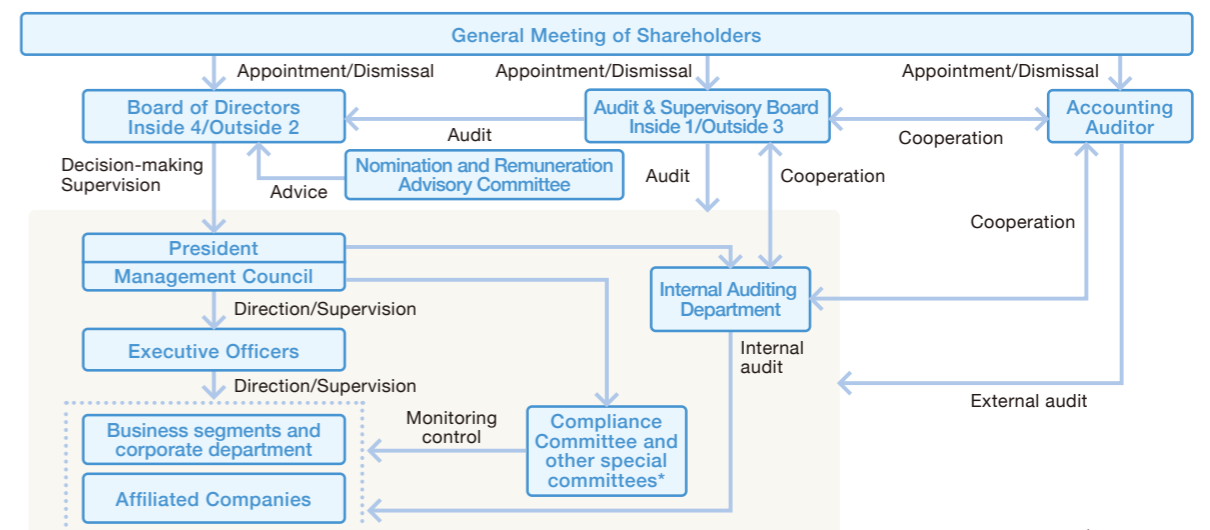 General Meeting of Shareholders
Appointment/Dismissal
Appointment/Dismissal
Appointment/Dismissal
Board of Directors
Inside 4/Outside 2
Audit & Supervisory Board
Inside 1/Outside 3
Accounting
Auditor
Audit
Cooperation
Decision-making
Supervision
Advice
Nomination and Remuneration
Advisory Committee
Audit
Cooperation
Cooperation
President
Management Council
Internal Auditing
Department
Direction/Supervision
Executive Officers
Internal
audit
Direction/Supervision
External audit
Business segments and
corporate department
Monitoring
control
Compliance
Committee and
other special
committees*
Affiliated Companies